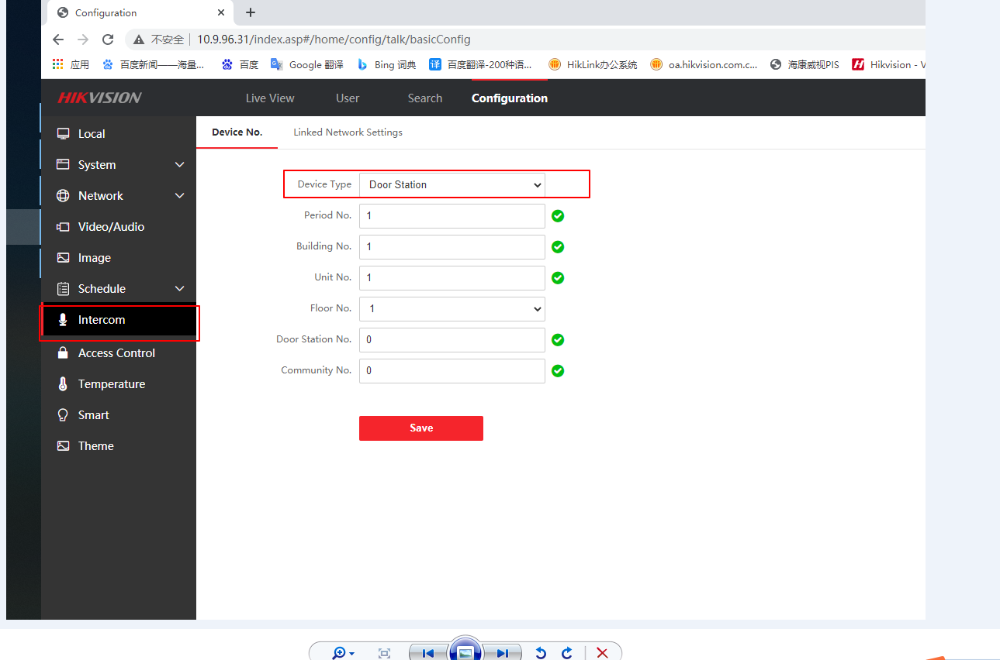 Configuration
不安全 10.9.96.31/index.asp#/home/config/talk/basicConfig
应用 百度新闻——海量... 百度 Google 翻译 Bing 词典 译 百度翻译-200种语... HikLink办公系统 oa.hikvision.com.c... 海康威视PIS H Hikvision - V
HIKVISION Live View User Search Configuration
Local
System
Network
Video/Audio
Image
Schedule
Intercom
Access Control
Temperature
Smart
Theme
Device No. Linked Network Settings
Device Type Door Station
Period No. 1
Building No. 1
Unit No. 1
Floor No. 1
Door Station No. 0
Community No. 0
Save